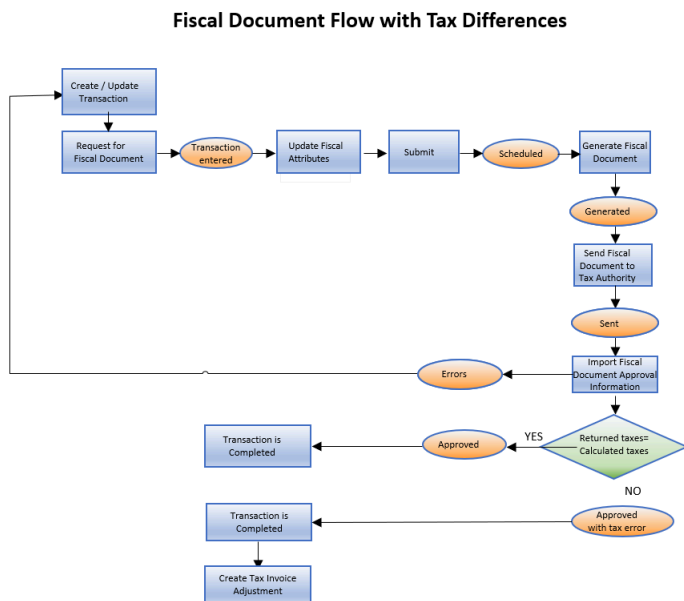 Fiscal Document Flow with Tax Differences
Create / Update
Transaction
Request for
Fiscal Document
Transaction
entered
Update Fiscal
Attributes
Submit
Scheduled
Generate Fiscal
Document
Generated
Send Fiscal
Document to
Tax Authority
Sent
Import Fiscal
Document Approval
Information
Errors
Returned taxes=
Calculated taxes
YES
Approved
Transaction is
Completed
NO
Approved
with tax error
Transaction is
Completed
Create Tax Invoice
Adjustment